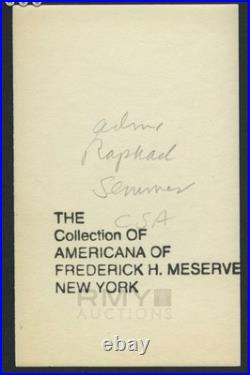 adm
Raphael
Semmes
CSA
THE
Collection OF
AMERICANA OF
FREDERICK H. MESERVE
NEW YORK
RMY
AUCTIONS